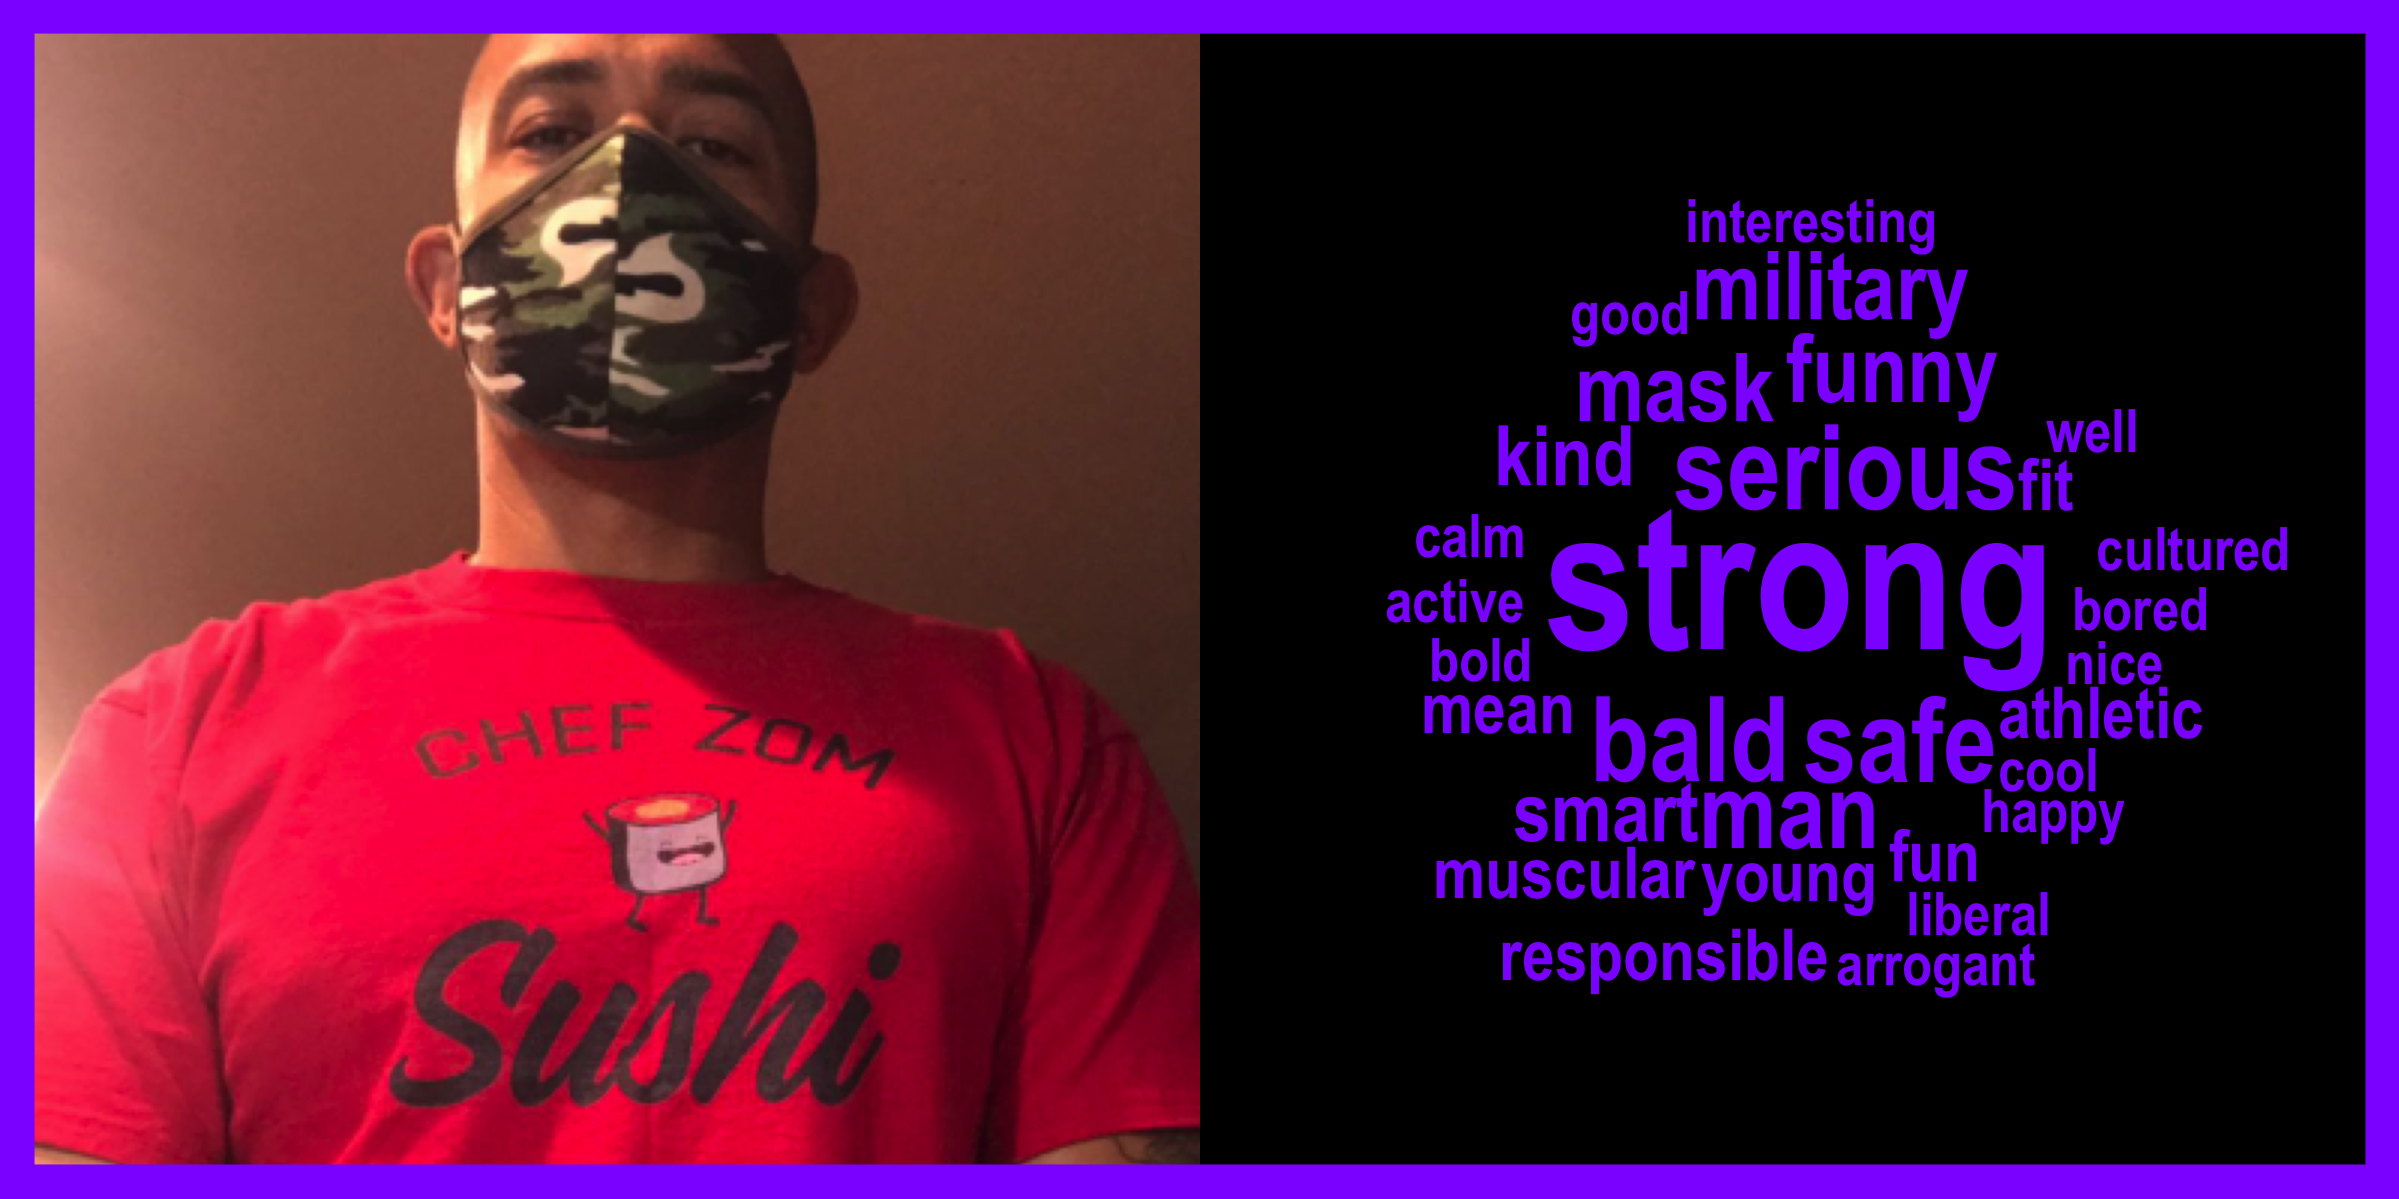 CHEF ZOM
Sushi
interesting
good military
mask funny
kind serious well
fit
calm strong cultured
active bored
bold nice
mean bald safe athletic
cool
smart man happy
muscular young fun
liberal
responsible arrogant